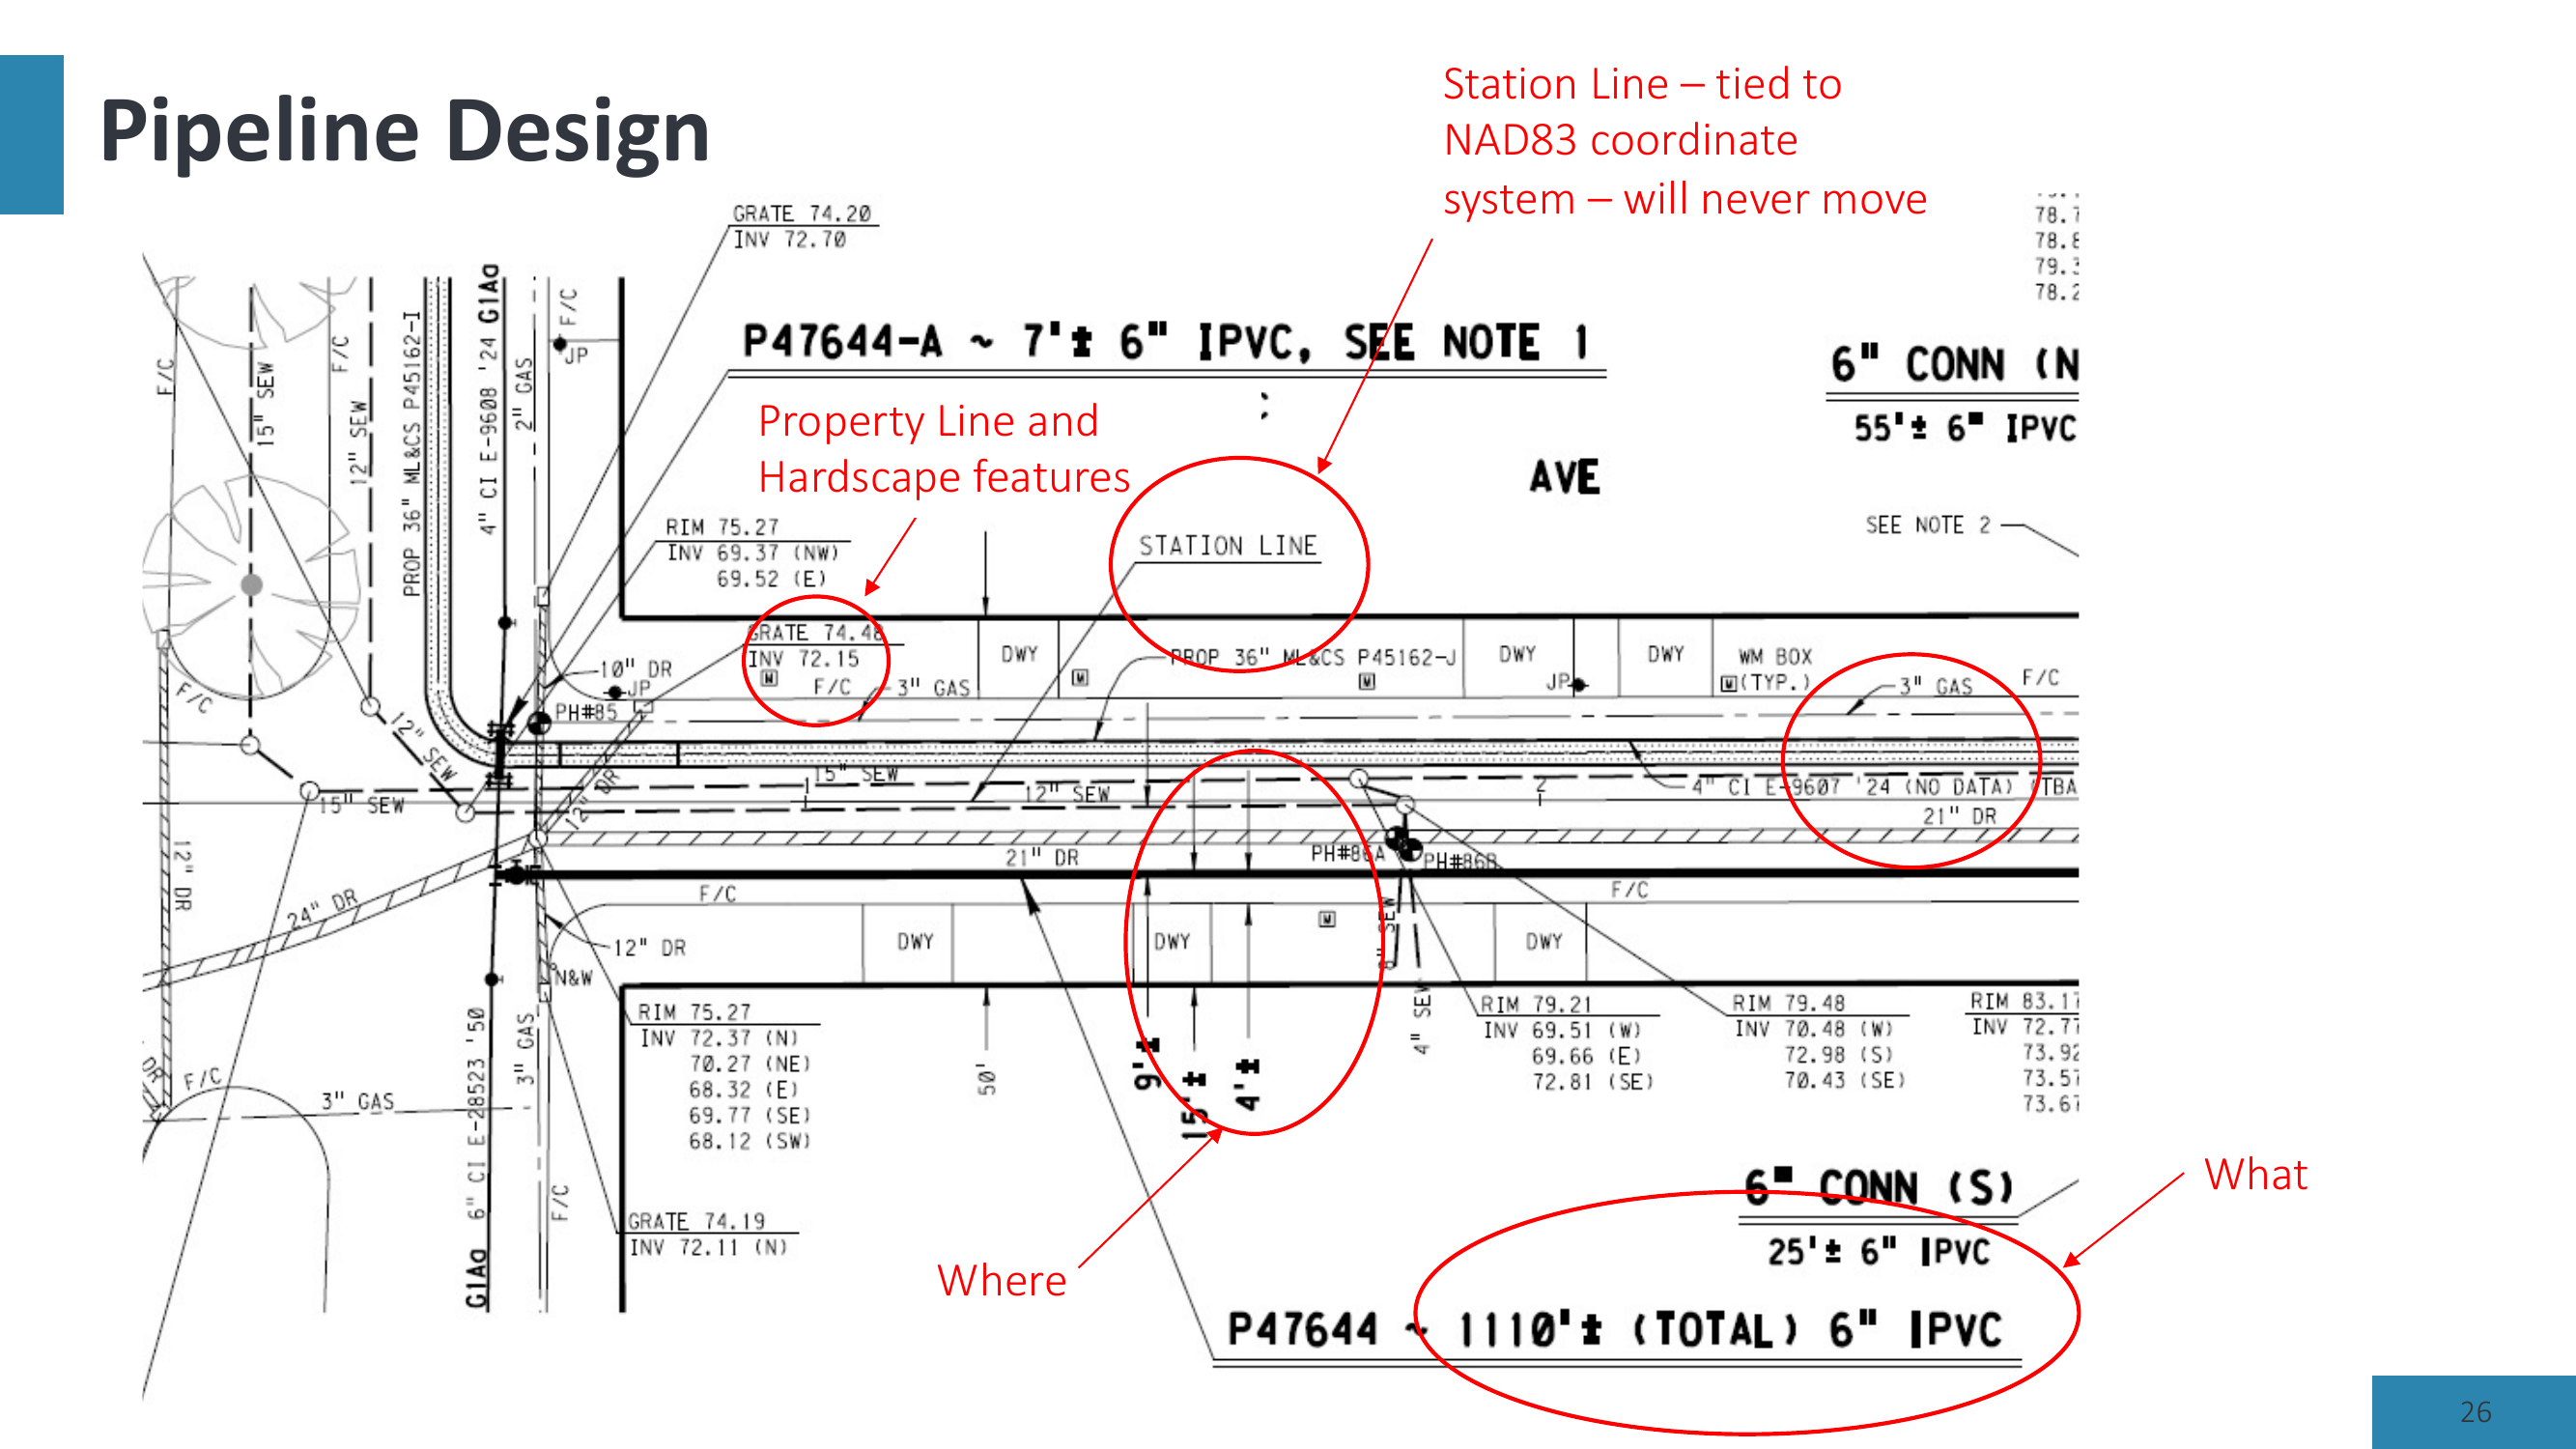 Pipeline Design
Station Line – tied to
NAD83 coordinate
system – will never move
GRATE 74.20
INV 72.70
78.7
78.8
79.3
78.2
P47644-A ~ 7'± 6" IPVC, SEE NOTE 1
6" CONN (N
55'± 6" IPVC
Property Line and
Hardscape features
AVE
SEE NOTE 2
STATION LINE
RIM 75.27
INV 69.37 (NW)
69.52 (E)
F/C
15" SEW
F/C
12" SEW
PROP 36" ML&CS P45162-I
4" CI E-9608 '24 G1Aa
2" GAS
F/C
JP
GRATE 74.48
INV 72.15
F/C
3" GAS
10" DR
JP
PH#85
DWY
PROP 36" ML&CS P45162-J
DWY
JP
DWY
WM BOX
(TYP.)
3" GAS
F/C
F/C
12" SEW
15" SEW
12" DR
15" SEW
1
12" SEW
2
4" CI E-9607 '24 (NO DATA) (TBA
21" DR
21" DR
PH#86A
PH#86B
12" DR
24" DR
F/C
F/C
12" DR
N&W
DWY
DWY
DWY
8" SEW
4" SEW
RIM 75.27
INV 72.37 (N)
70.27 (NE)
68.32 (E)
69.77 (SE)
68.12 (SW)
50'
9'±
15'±
4'±
RIM 79.21
INV 69.51 (W)
69.66 (E)
72.81 (SE)
RIM 79.48
INV 70.48 (W)
72.98 (S)
70.43 (SE)
RIM 83.17
INV 72.77
73.92
73.57
73.67
DR
F/C
3" GAS
G1Aa 6" CI E-28523 '50
3" GAS
F/C
GRATE 74.19
INV 72.11 (N)
Where
What
6" CONN (S)
25'± 6" IPVC
P47644 ~ 1110'± (TOTAL) 6" IPVC
26